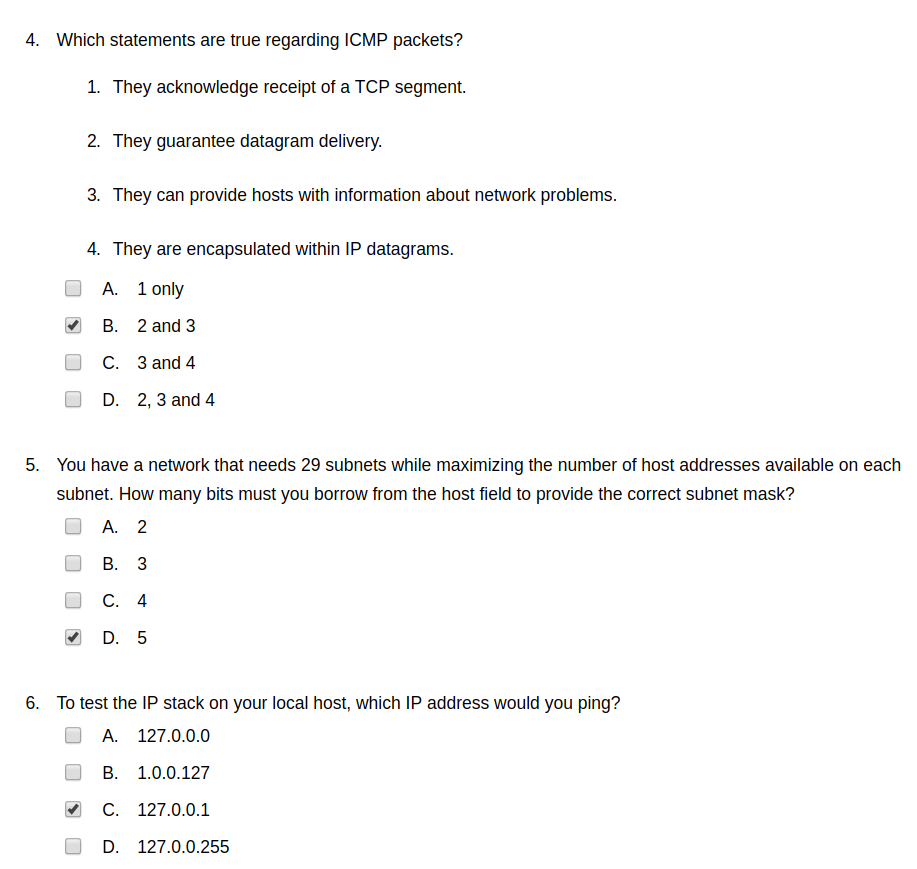 4. Which statements are true regarding ICMP packets?
1. They acknowledge receipt of a TCP segment.
2. They guarantee datagram delivery.
3. They can provide hosts with information about network problems.
4. They are encapsulated within IP datagrams.
A. 1 only
B. 2 and 3
C. 3 and 4
D. 2, 3 and 4
5. You have a network that needs 29 subnets while maximizing the number of host addresses available on each
subnet. How many bits must you borrow from the host field to provide the correct subnet mask?
A. 2
B. 3
C. 4
D. 5
6. To test the IP stack on your local host, which IP address would you ping?
A. 127.0.0.0
B. 1.0.0.127
C. 127.0.0.1
D. 127.0.0.255